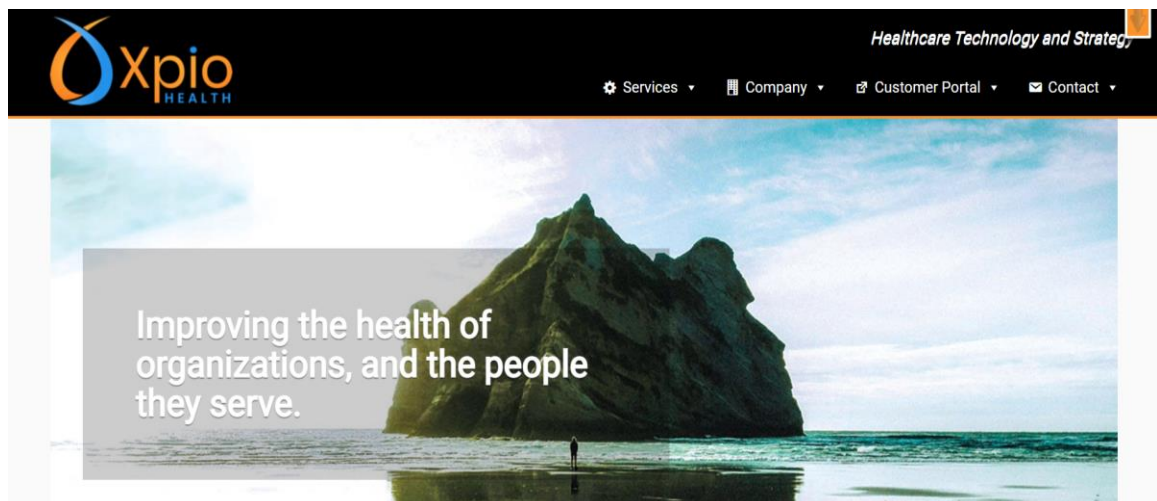 Xpio
HEALTH
Healthcare Technology and Strategy
Services
Company
Customer Portal
Contact
Improving the health of
organizations, and the people
they serve.